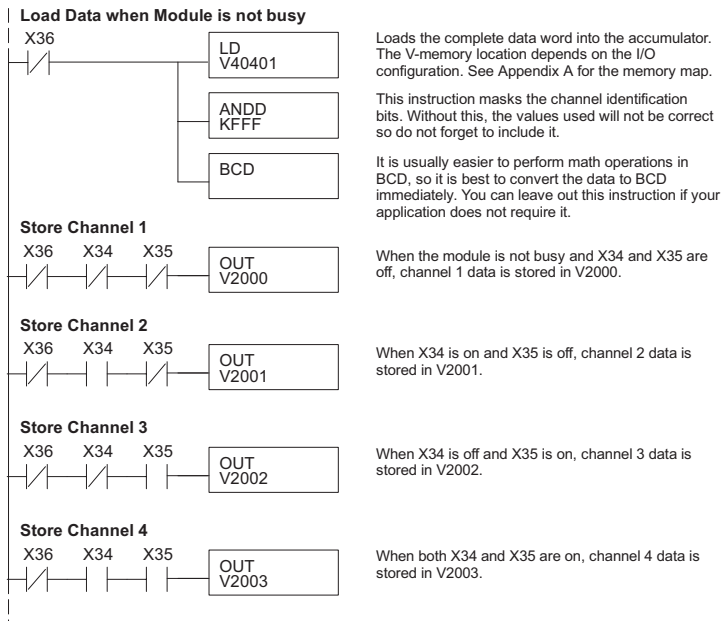 Load Data when Module is not busy
X36
LD
V40401
Loads the complete data word into the accumulator.
The V-memory location depends on the I/O
configuration. See Appendix A for the memory map.
ANDD
KFFF
This instruction masks the channel identification
bits. Without this, the values used will not be correct
so do not forget to include it.
BCD
It is usually easier to perform math operations in
BCD, so it is best to convert the data to BCD
immediately. You can leave out this instruction if your
application does not require it.
Store Channel 1
X36 X34 X35
OUT
V2000
When the module is not busy and X34 and X35 are
off, channel 1 data is stored in V2000.
Store Channel 2
X36 X34 X35
OUT
V2001
When X34 is on and X35 is off, channel 2 data is
stored in V2001.
Store Channel 3
X36 X34 X35
OUT
V2002
When X34 is off and X35 is on, channel 3 data is
stored in V2002.
Store Channel 4
X36 X34 X35
OUT
V2003
When both X34 and X35 are on, channel 4 data is
stored in V2003.